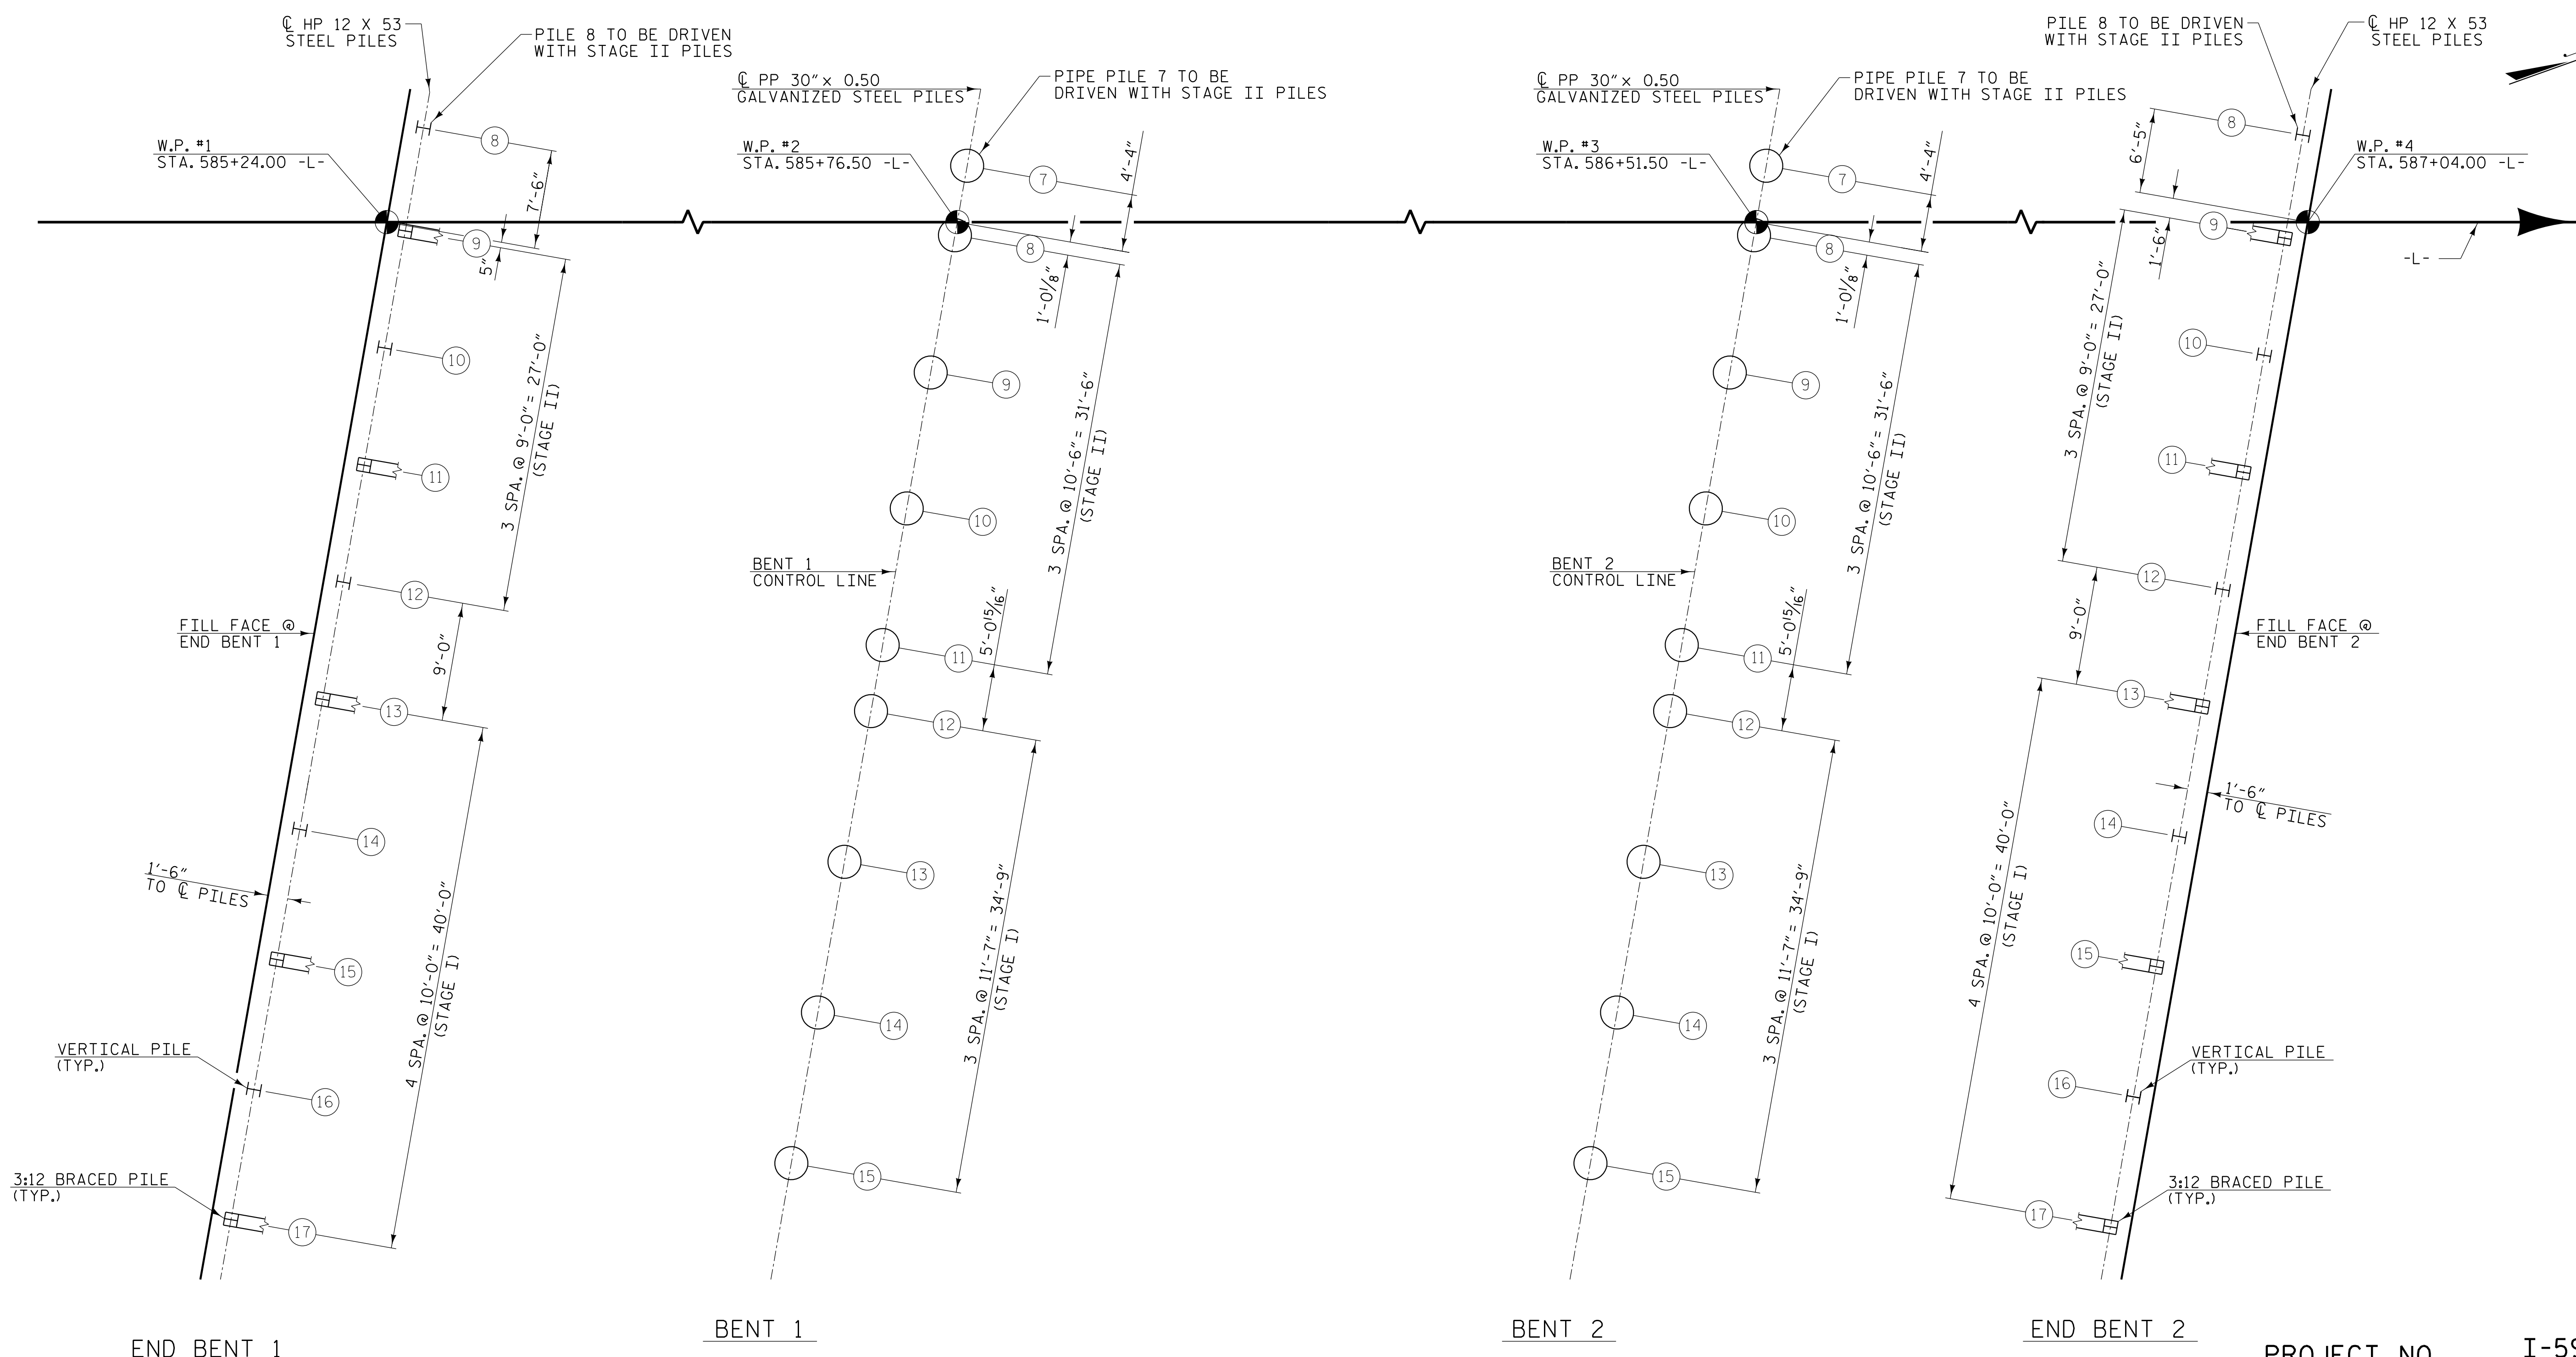 ℄ HP 12 X 53
STEEL PILES
PILE 8 TO BE DRIVEN
WITH STAGE II PILES
W.P. #1
STA. 585+24.00 -L-
8
7'-6"
9
5"
10
3 SPA. @ 9'-0" = 27'-0"
(STAGE II)
11
12
FILL FACE @
END BENT 1
9'-0"
13
14
1'-6"
TO ℄ PILES
15
4 SPA. @ 10'-0" = 40'-0"
(STAGE I)
VERTICAL PILE
(TYP.)
16
3:12 BRACED PILE
(TYP.)
17
END BENT 1
℄ PP 30" x 0.50
GALVANIZED STEEL PILES
PIPE PILE 7 TO BE
DRIVEN WITH STAGE II PILES
W.P. #2
STA. 585+76.50 -L-
7
4'-4"
8
1'-0 1/8"
9
3 SPA. @ 10'-6" = 31'-6"
(STAGE II)
10
BENT 1
CONTROL LINE
5'-0 15/16"
11
12
13
3 SPA. @ 11'-7" = 34'-9"
(STAGE I)
14
15
BENT 1
℄ PP 30" x 0.50
GALVANIZED STEEL PILES
PIPE PILE 7 TO BE
DRIVEN WITH STAGE II PILES
W.P. #3
STA. 586+51.50 -L-
7
4'-4"
8
1'-0 1/8"
9
3 SPA. @ 10'-6" = 31'-6"
(STAGE II)
10
BENT 2
CONTROL LINE
5'-0 15/16"
11
12
13
3 SPA. @ 11'-7" = 34'-9"
(STAGE I)
14
15
BENT 2
PILE 8 TO BE DRIVEN
WITH STAGE II PILES
℄ HP 12 X 53
STEEL PILES
8
6'-5"
W.P. #4
STA. 587+04.00 -L-
9
1'-6"
-L-
10
3 SPA. @ 9'-0" = 27'-0"
(STAGE II)
11
12
9'-0"
FILL FACE @
END BENT 2
13
1'-6"
TO ℄ PILES
14
4 SPA. @ 10'-0" = 40'-0"
(STAGE I)
15
VERTICAL PILE
(TYP.)
16
3:12 BRACED PILE
(TYP.)
17
END BENT 2
PROJECT NO.